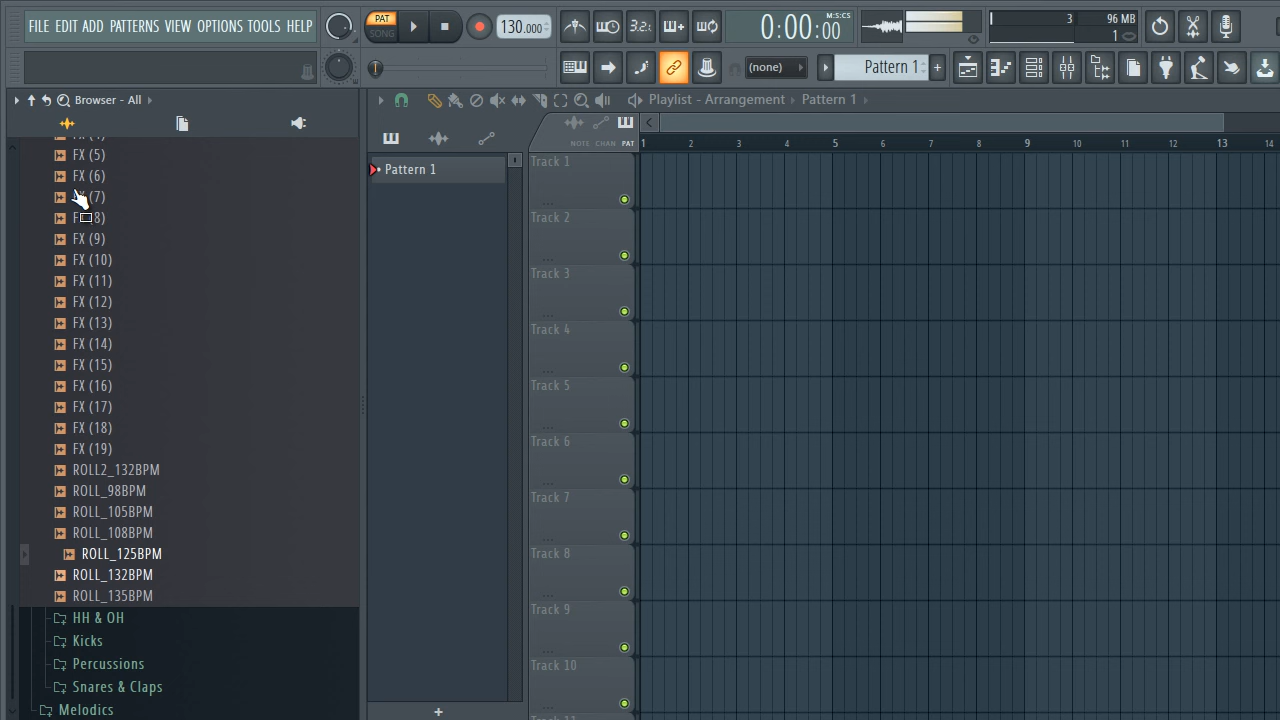 FILE EDIT ADD PATTERNS VIEW OPTIONS TOOLS HELP
PAT
SONG
130.000
3.2:
M:S:CS
0:00:00
3
96 MB
1
(none)
Pattern 1
+
Browser - All
Playlist - Arrangement › Pattern 1 ›
NOTE CHAN PAT
1 2 3 4 5 6 7 8 9 10 11 12 13 14
Pattern 1
FX (5)
FX (6)
(7)
8)
FX (9)
FX (10)
FX (11)
FX (12)
FX (13)
FX (14)
FX (15)
FX (16)
FX (17)
FX (18)
FX (19)
ROLL2_132BPM
ROLL_98BPM
ROLL_105BPM
ROLL_108BPM
ROLL_125BPM
ROLL_132BPM
ROLL_135BPM
HH & OH
Kicks
Percussions
Snares & Claps
Melodics
+
Track 1
...
Track 2
...
Track 3
...
Track 4
...
Track 5
...
Track 6
...
Track 7
...
Track 8
...
Track 9
...
Track 10
...